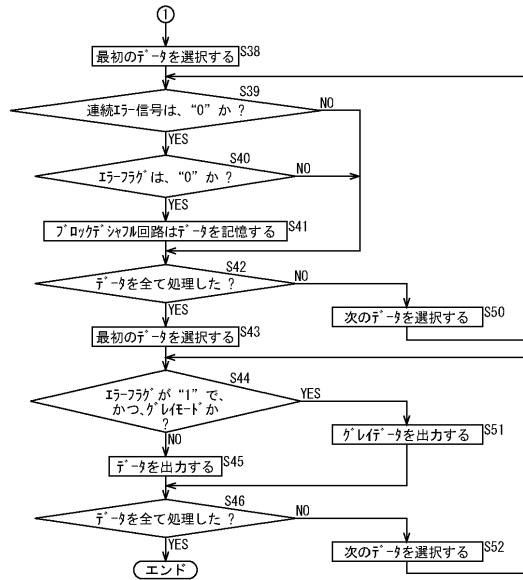 1
最初のデータを選択する S38
S39
連続エラー信号は、“0”か?
NO
YES
S40
エラーフラグは、“0”か?
NO
YES
ブロックデシャフル回路はデータを記憶する S41
S42
データを全て処理した?
NO
YES
次のデータを選択する S50
最初のデータを選択する S43
S44
エラーフラグが“1”で、
かつ、グレイモードか
?
YES
NO
グレイデータを出力する S51
データを出力する S45
S46
データを全て処理した?
NO
YES
次のデータを選択する S52
エンド